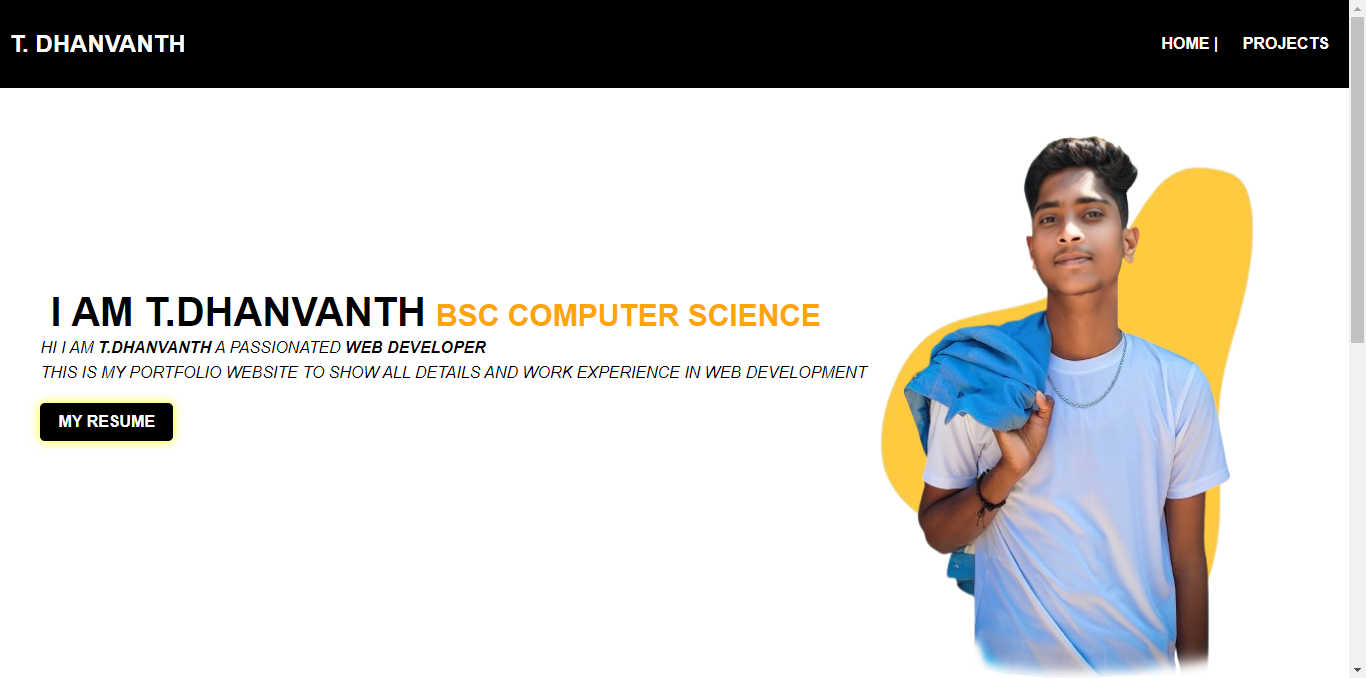 T. DHANVANTH
HOME | PROJECTS
I AM T.DHANVANTH BSC COMPUTER SCIENCE
HI I AM T.DHANVANTH A PASSIONATED WEB DEVELOPER
THIS IS MY PORTFOLIO WEBSITE TO SHOW ALL DETAILS AND WORK EXPERIENCE IN WEB DEVELOPMENT
MY RESUME